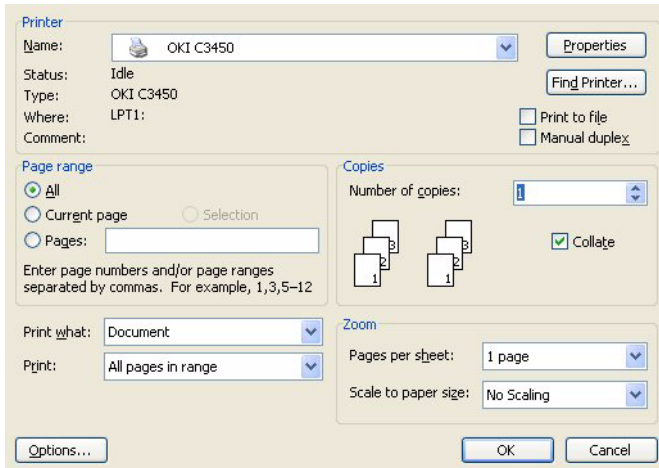 Printer
Name: OKI C3450 Properties
Status: Idle
Find Printer...
Type: OKI C3450
Where: LPT1: Print to file
Comment: Manual duplex
Page range
All
Current page Selection
Pages:
Enter page numbers and/or page ranges
separated by commas. For example, 1,3,5–12
Copies
Number of copies: 1
3 3
2 2
1 1
Collate
Print what: Document
Print: All pages in range
Zoom
Pages per sheet: 1 page
Scale to paper size: No Scaling
Options... OK Cancel